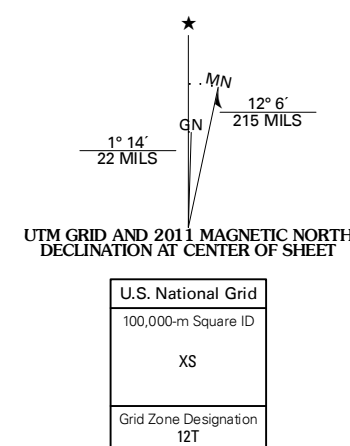 ★
MN
GN
12° 6´
215 MILS
1° 14´
22 MILS
UTM GRID AND 2011 MAGNETIC NORTH
DECLINATION AT CENTER OF SHEET
U.S. National Grid
100,000-m Square ID
XS
Grid Zone Designation
12T